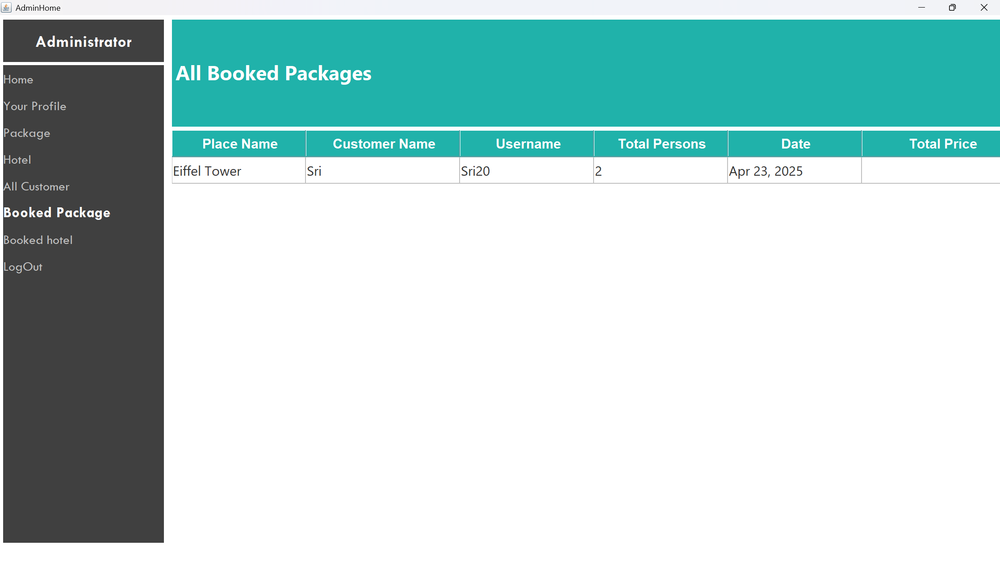 AdminHome
Administrator
Home
Your Profile
Package
Hotel
All Customer
Booked Package
Booked hotel
LogOut
All Booked Packages
Place Name Customer Name Username Total Persons Date Total Price
Eiffel Tower Sri Sri20 2 Apr 23, 2025